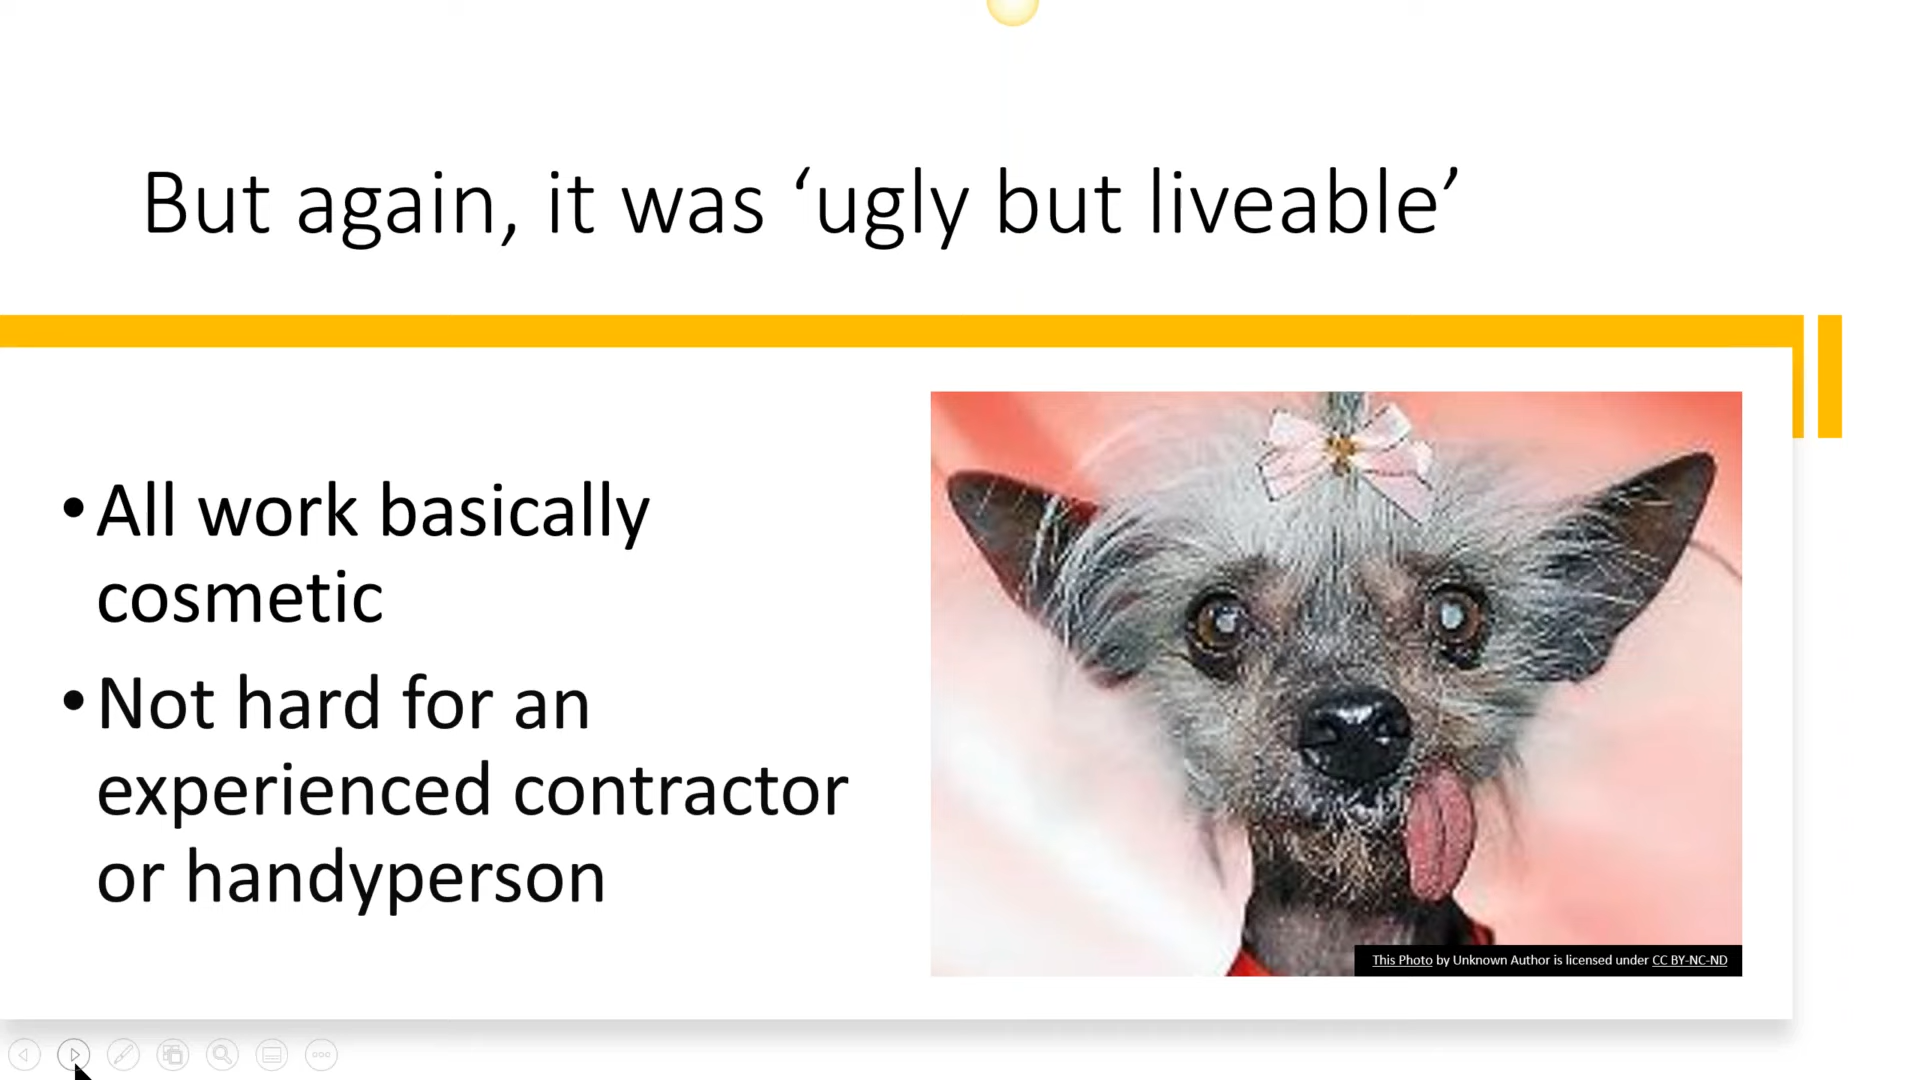 But again, it was ‘ugly but liveable’
•All work basically
cosmetic
•Not hard for an
experienced contractor
or handyperson
This Photo by Unknown Author is licensed under CC BY-NC-ND